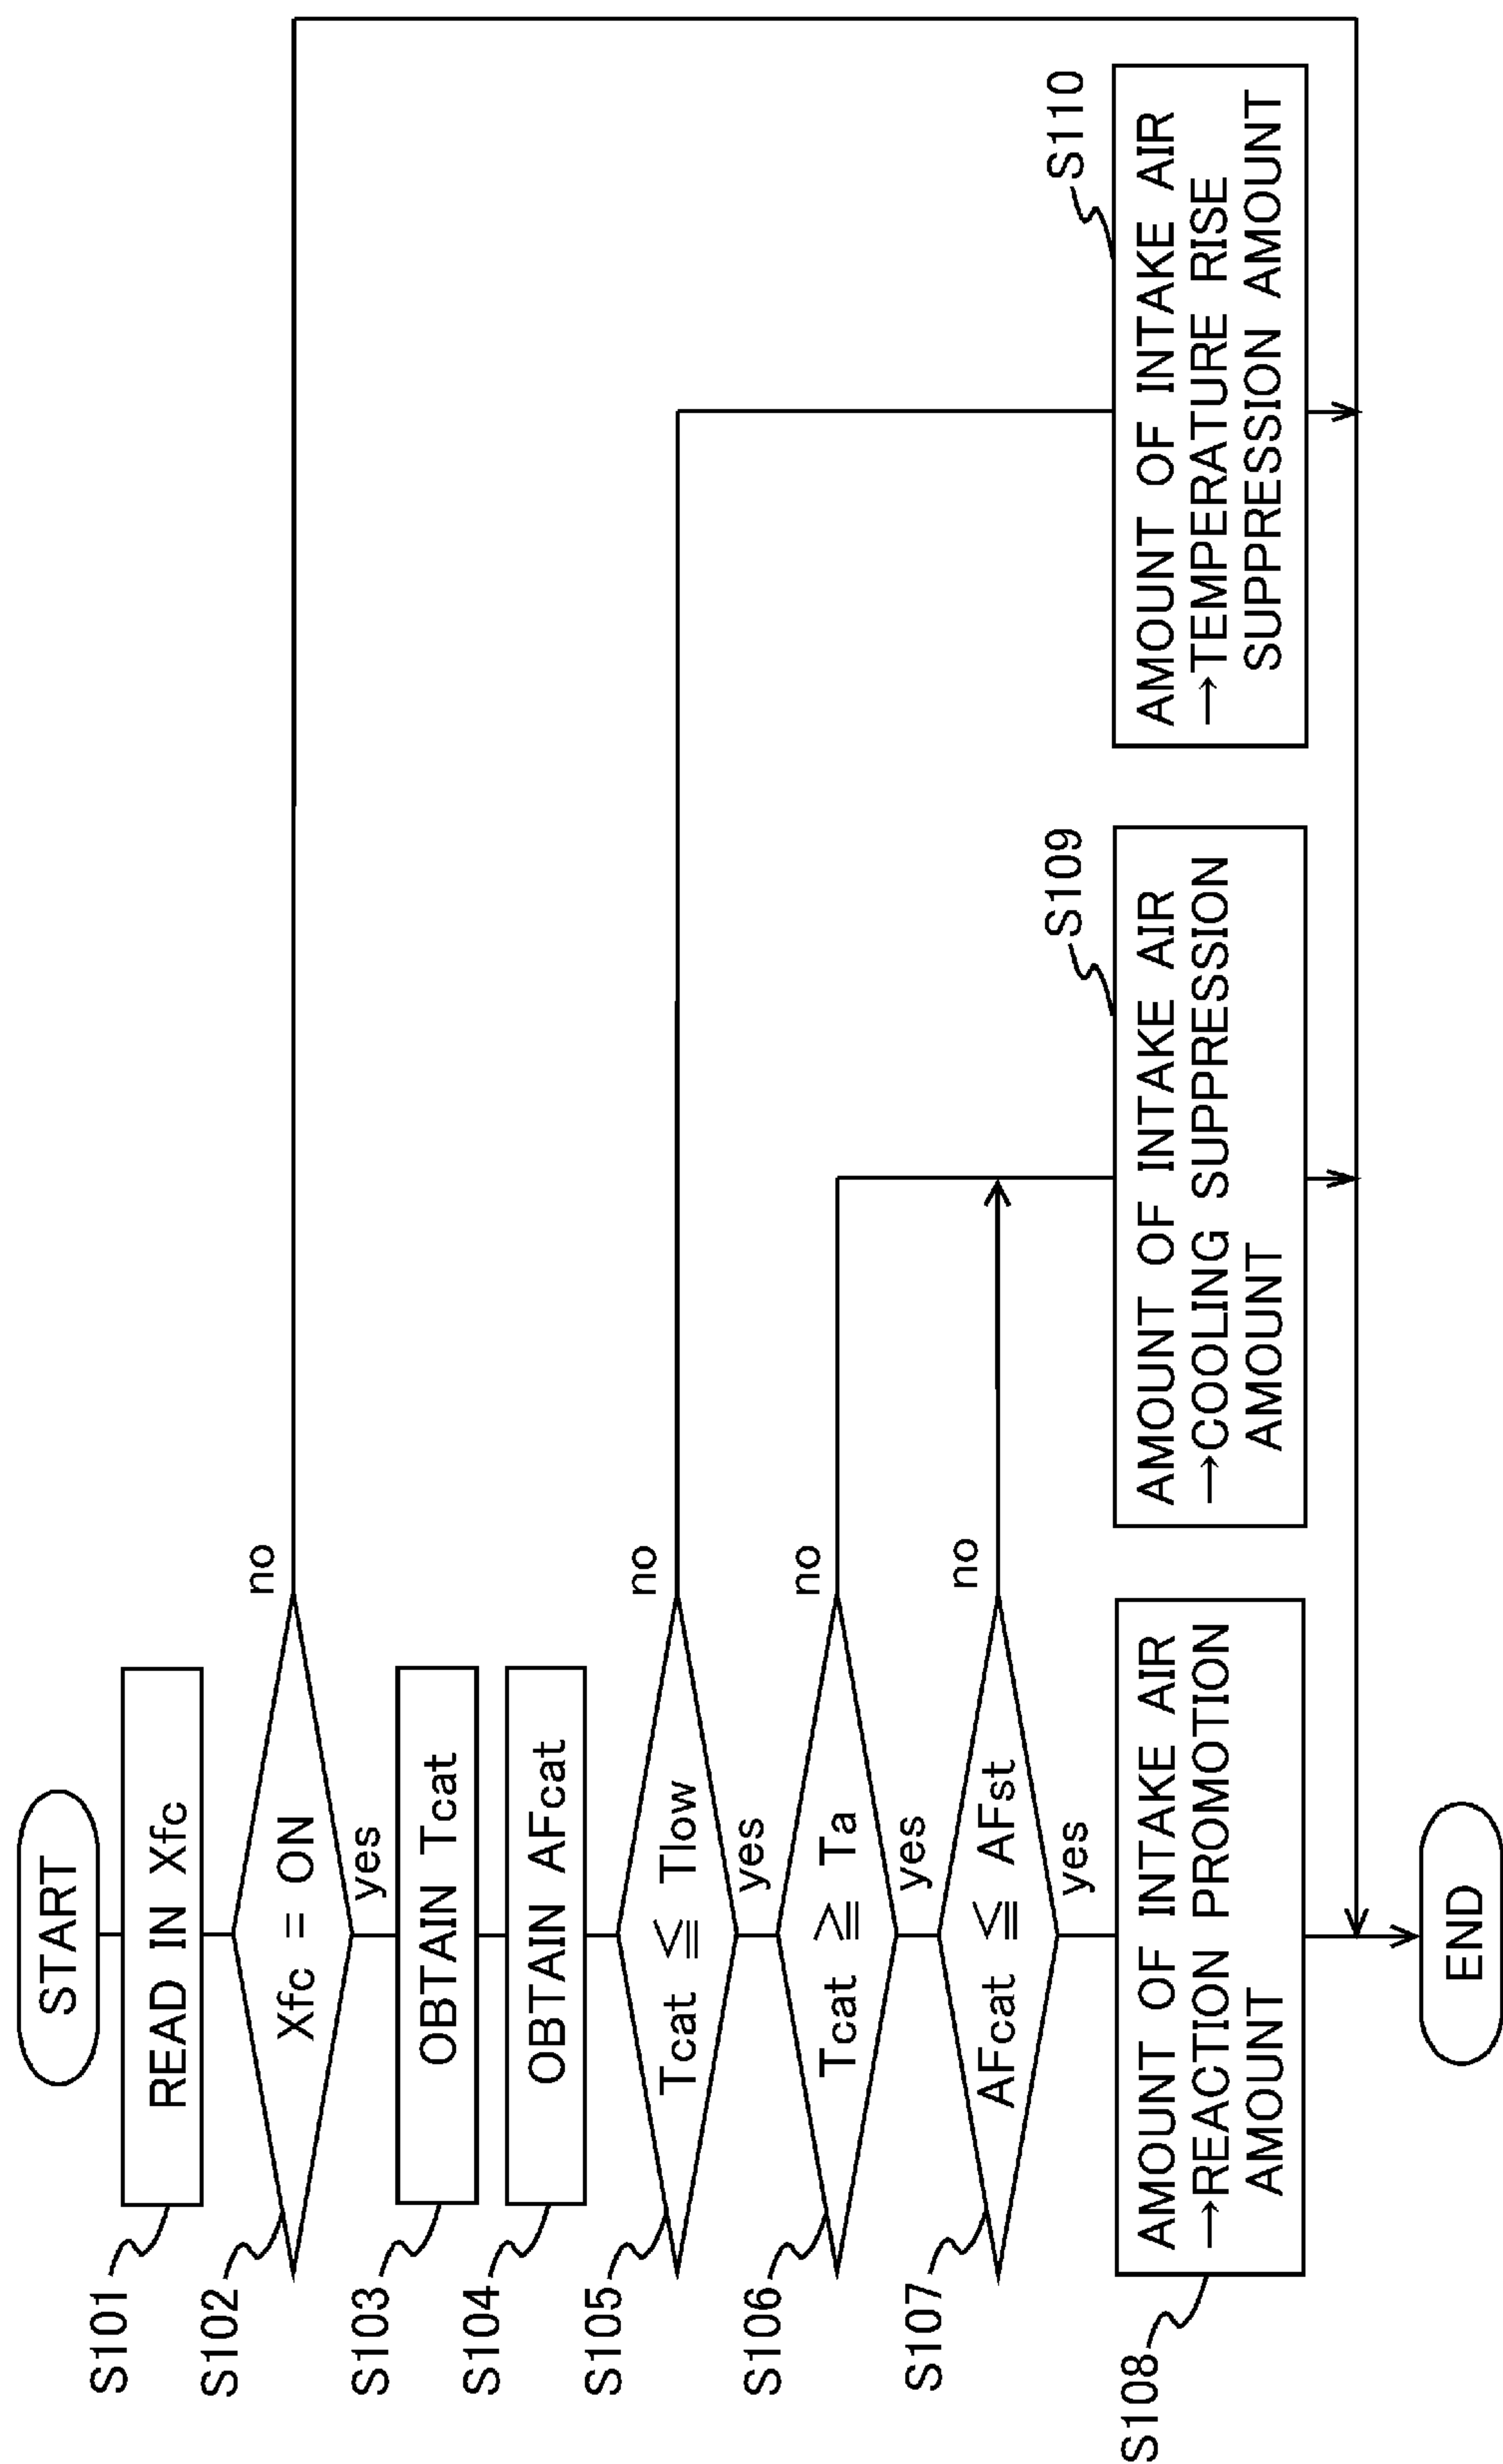 START
S101
READ IN Xfc
S102
Xfc = ON
no
yes
S103
OBTAIN Tcat
S104
OBTAIN AFcat
S105
Tcat ≦ Tlow
no
yes
S106
Tcat ≧ Ta
no
yes
S107
AFcat ≦ AFst
no
yes
S108
AMOUNT OF INTAKE AIR
→REACTION PROMOTION
AMOUNT
S109
AMOUNT OF INTAKE AIR
→COOLING SUPPRESSION
AMOUNT
S110
AMOUNT OF INTAKE AIR
→TEMPERATURE RISE
SUPPRESSION AMOUNT
END